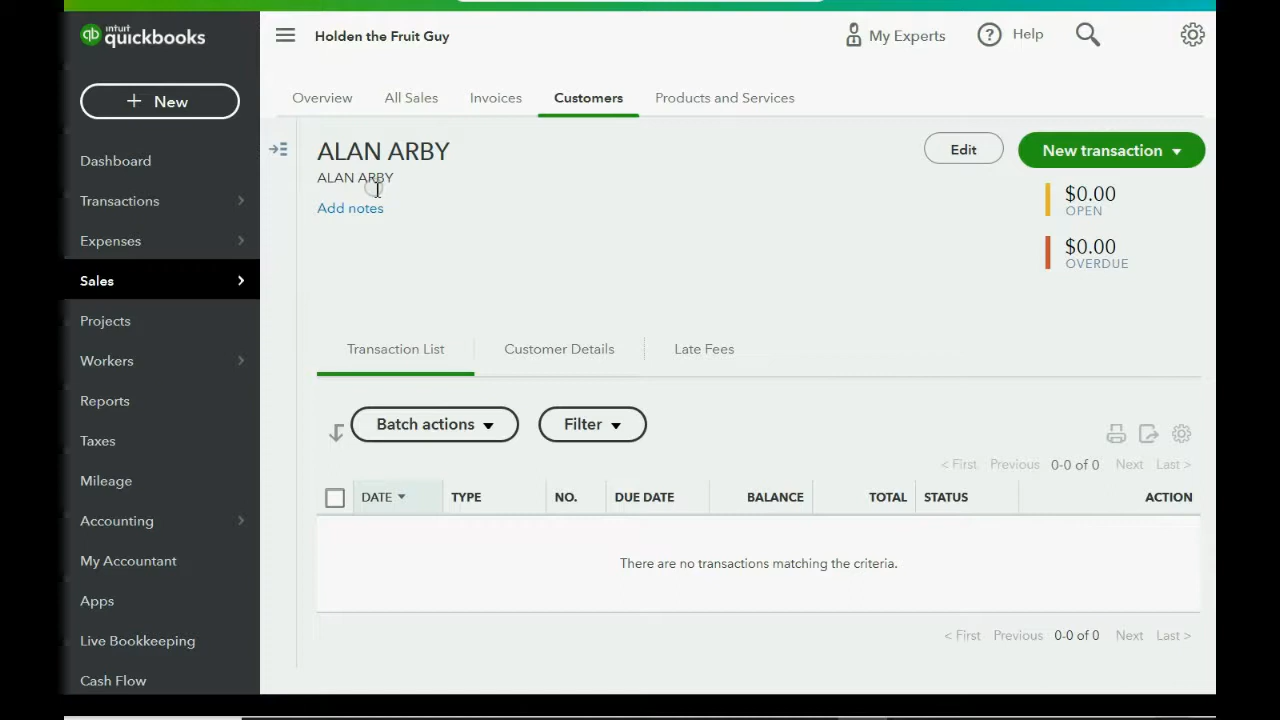 intuit
quickbooks
qb
Holden the Fruit Guy
My Experts
? Help
+ New
Overview
All Sales
Invoices
Customers
Products and Services
Dashboard
Transactions
Expenses
Sales
Projects
Workers
Reports
Taxes
Mileage
Accounting
My Accountant
Apps
Live Bookkeeping
Cash Flow
ALAN ARBY
ALAN ARBY
Add notes
Edit
New transaction
$0.00
OPEN
$0.00
OVERDUE
Transaction List
Customer Details
Late Fees
Batch actions
Filter
< First Previous 0-0 of 0 Next Last >
DATE TYPE NO. DUE DATE BALANCE TOTAL STATUS ACTION
There are no transactions matching the criteria.
< First Previous 0-0 of 0 Next Last >